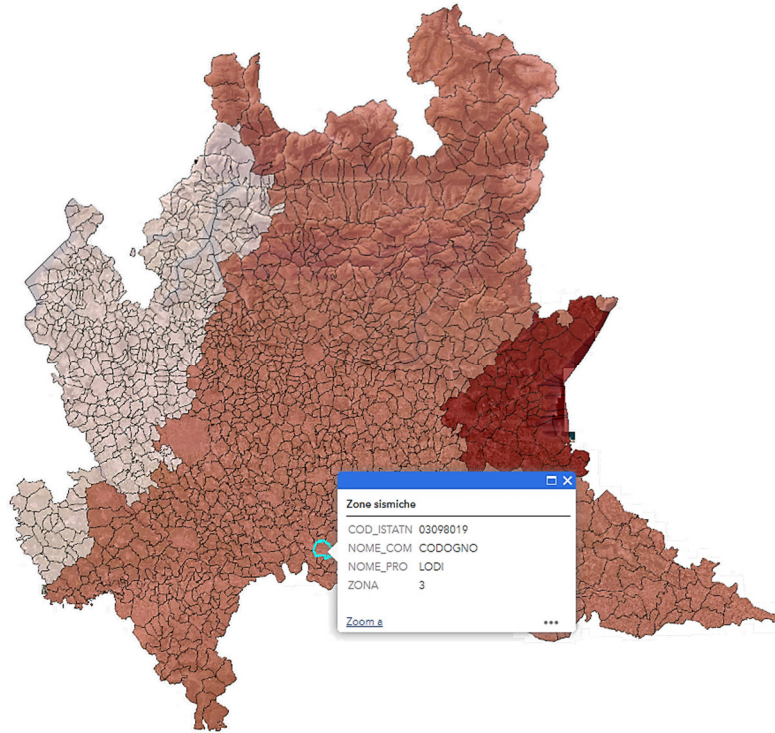 Zone sismiche
COD_ISTATN 03098019
NOME_COM CODOGNO
NOME_PRO LODI
ZONA 3
Zoom a